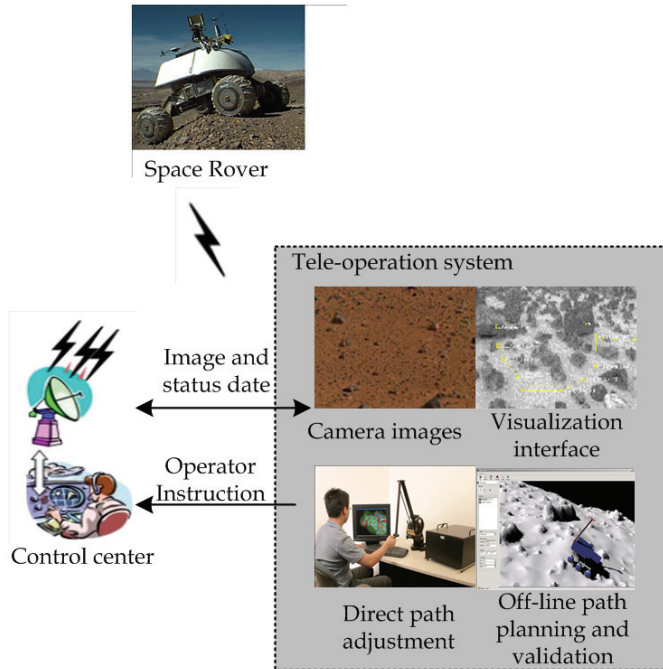 Space Rover
Tele-operation system
Image and
status date
Camera images
Visualization
interface
Operator
Instruction
Control center
Direct path
adjustment
Off-line path
planning and
validation